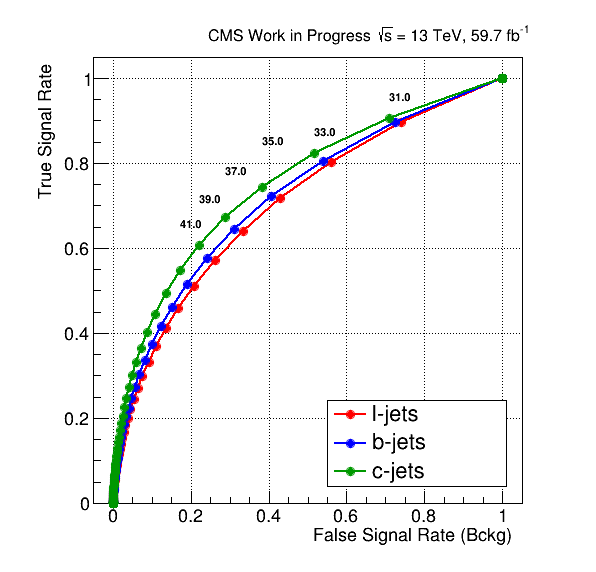 CMS Work in Progress √s = 13 TeV, 59.7 fb⁻¹
True Signal Rate
1
0.8
0.6
0.4
0.2
0
31.0
33.0
35.0
37.0
39.0
41.0
l-jets
b-jets
c-jets
0 0.2 0.4 0.6 0.8 1
False Signal Rate (Bckg)